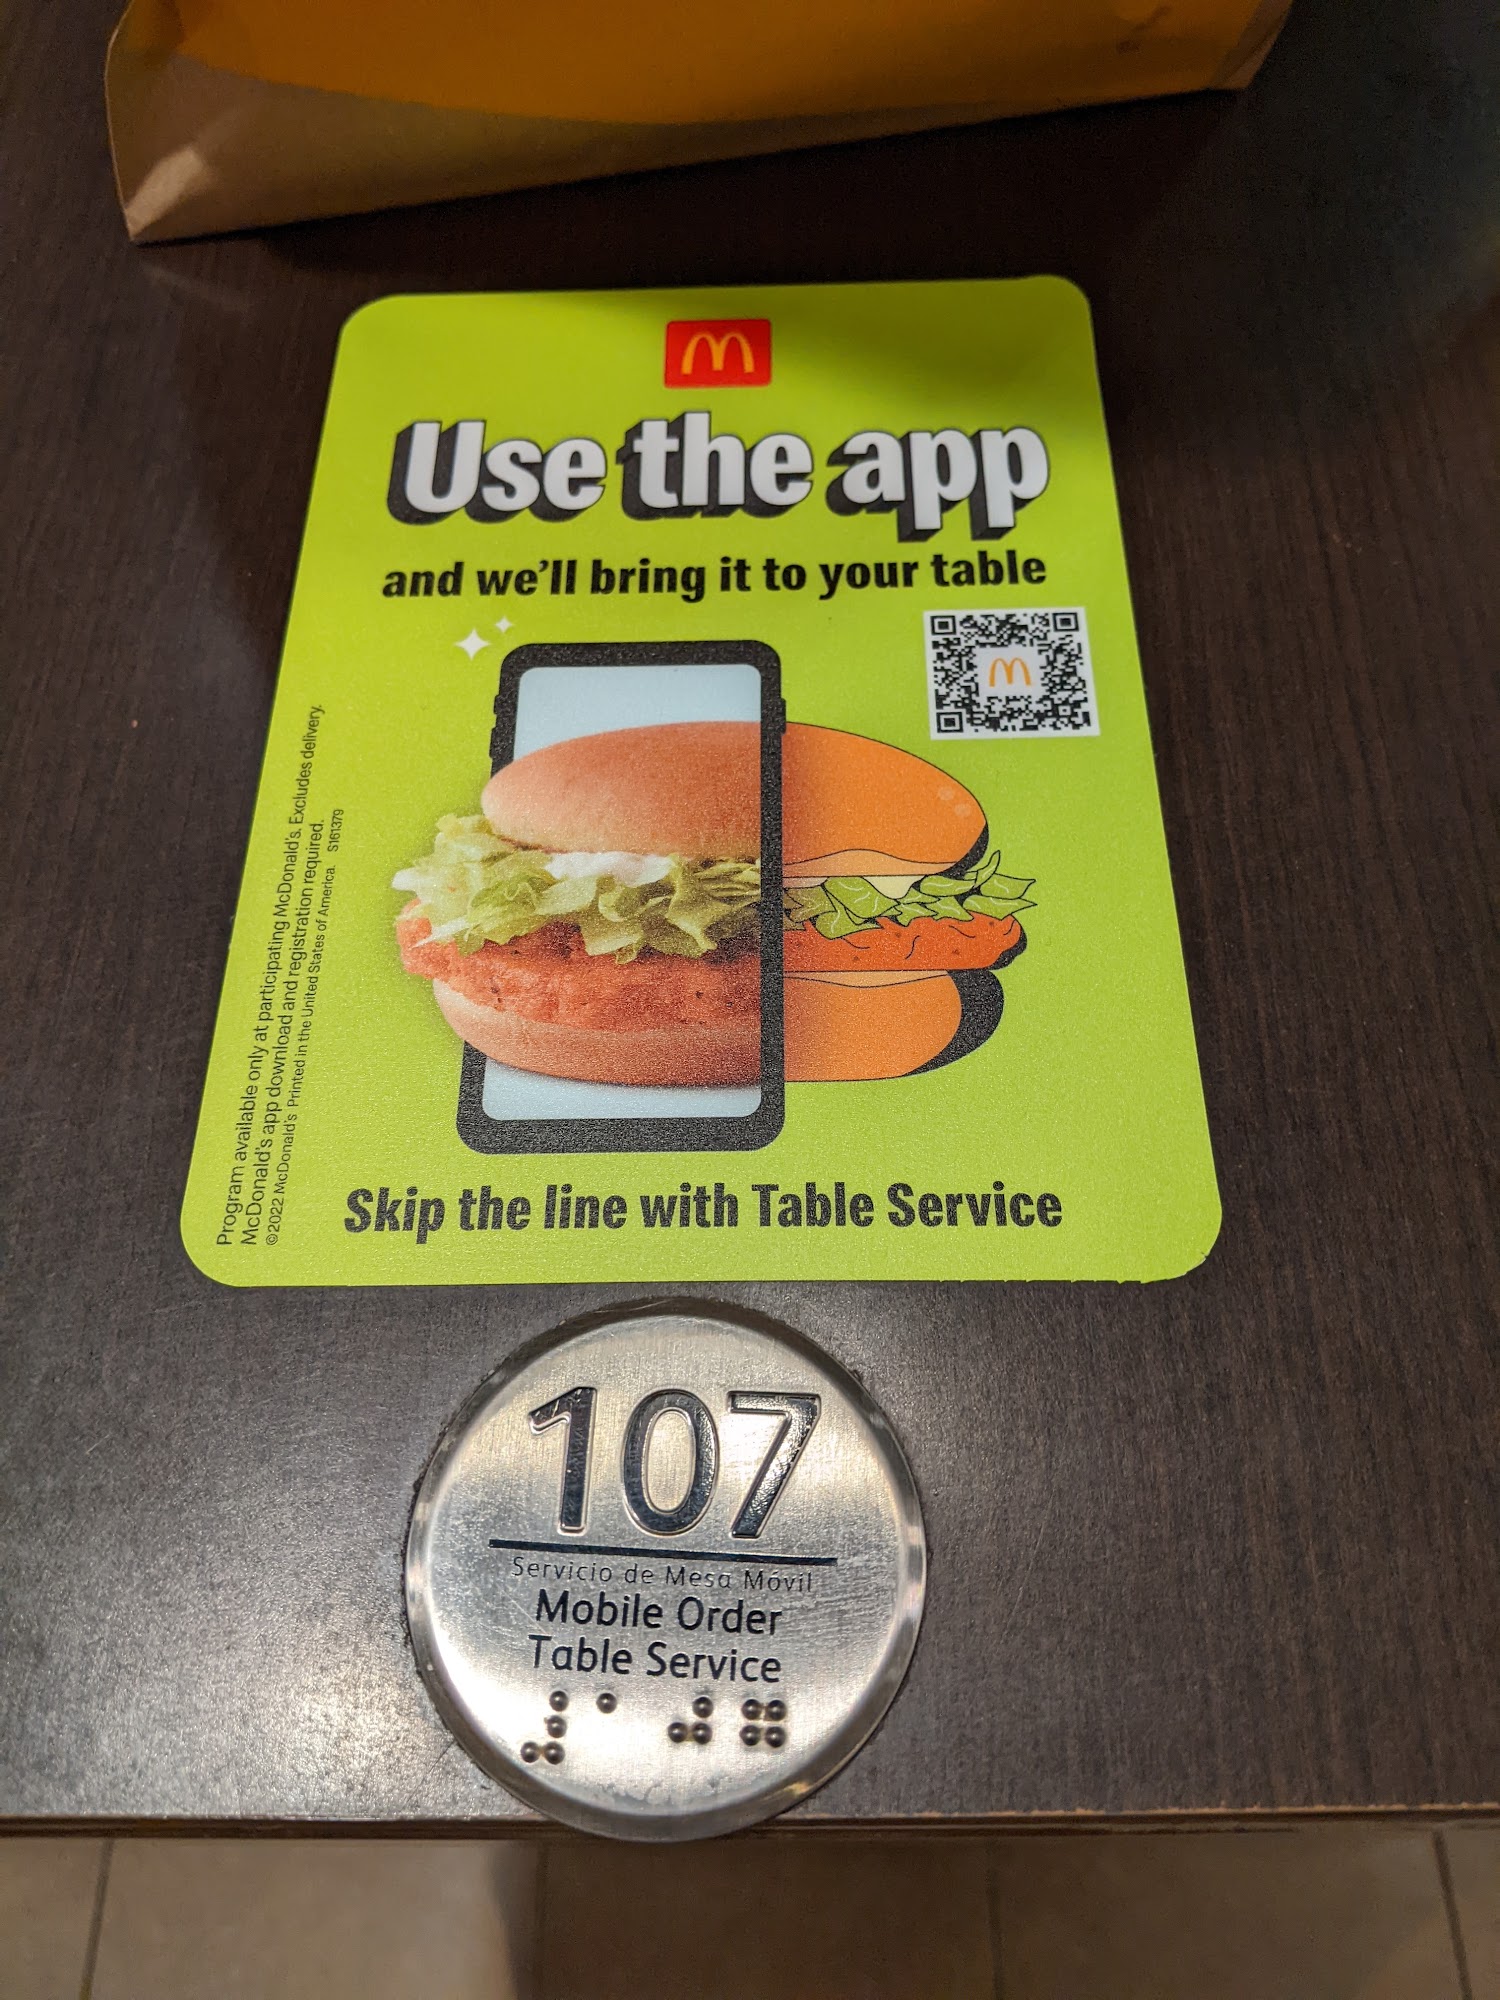 Use the app
and we'll bring it to your table
Program available only at participating McDonald's. Excludes delivery.
McDonald's app download and registration required.
©2022 McDonald's Printed in the United States of America. S161379
Skip the line with Table Service
107
Servicio de Mesa Móvil
Mobile Order
Table Service
⠼⠁⠚⠛